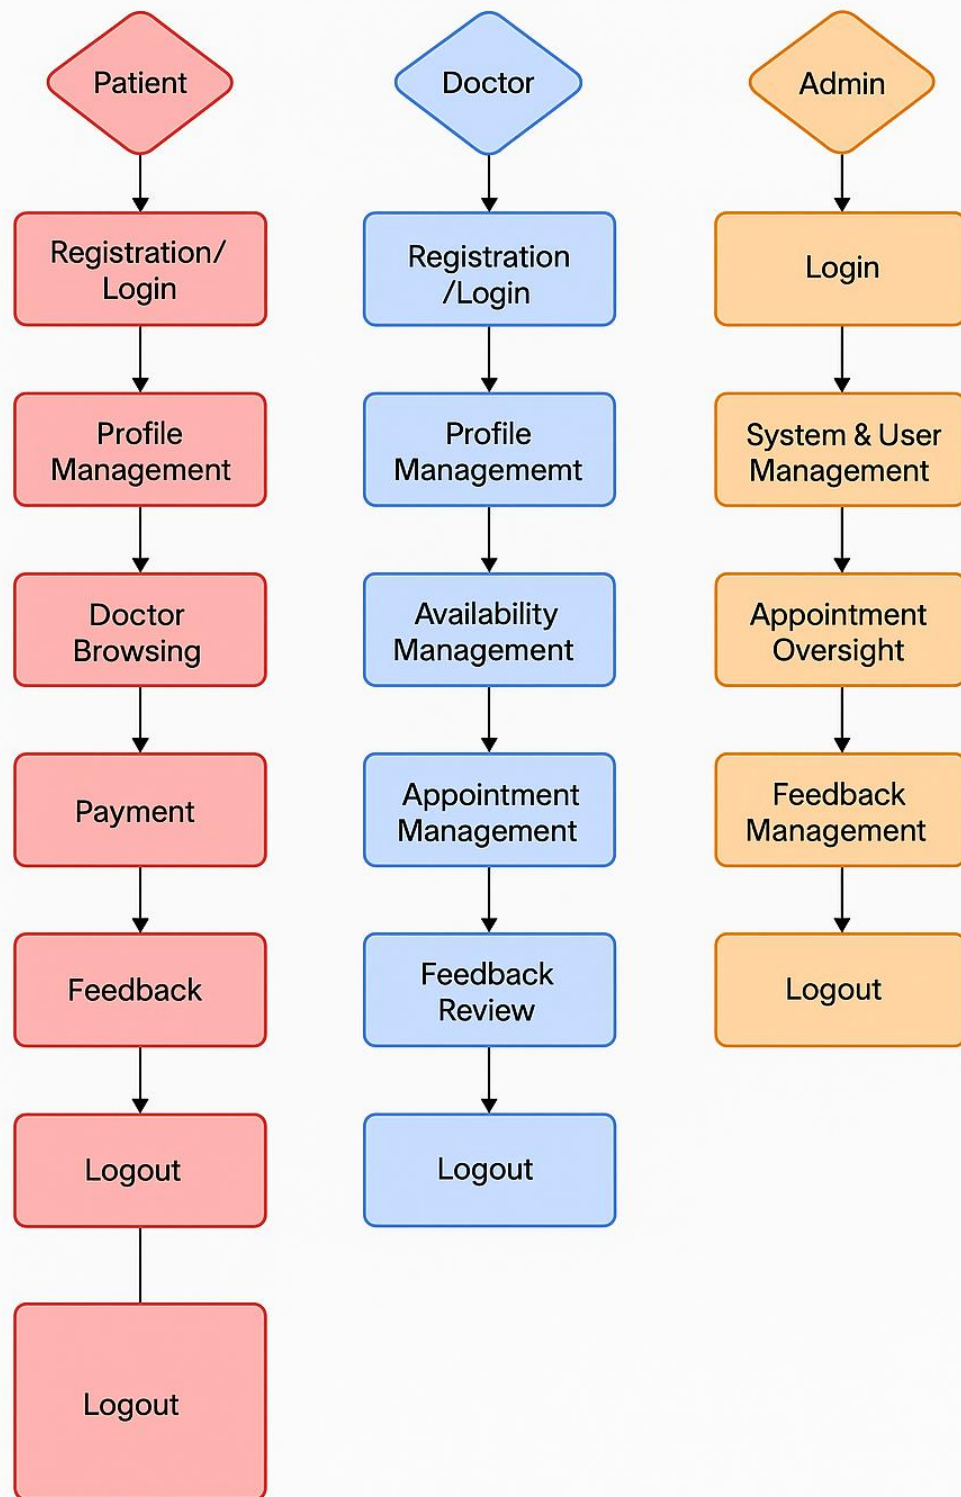 Patient
Registration/
Login
Profile
Management
Doctor
Browsing
Payment
Feedback
Logout
Logout
Doctor
Registration
/Login
Profile
Managememt
Availability
Management
Appointment
Management
Feedback
Review
Logout
Admin
Login
System & User
Management
Appointment
Oversight
Feedback
Management
Logout